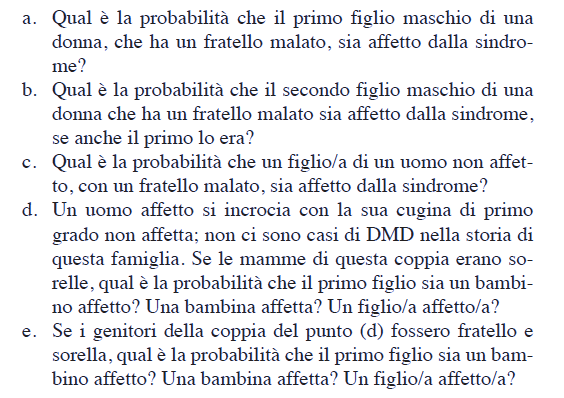 a. Qual è la probabilità che il primo figlio maschio di una
donna, che ha un fratello malato, sia affetto dalla sindro-
me?
b. Qual è la probabilità che il secondo figlio maschio di una
donna che ha un fratello malato sia affetto dalla sindrome,
se anche il primo lo era?
c. Qual è la probabilità che un figlio/a di un uomo non affet-
to, con un fratello malato, sia affetto dalla sindrome?
d. Un uomo affetto si incrocia con la sua cugina di primo
grado non affetta; non ci sono casi di DMD nella storia di
questa famiglia. Se le mamme di questa coppia erano so-
relle, qual è la probabilità che il primo figlio sia un bambi-
no affetto? Una bambina affetta? Un figlio/a affetto/a?
e. Se i genitori della coppia del punto (d) fossero fratello e
sorella, qual è la probabilità che il primo figlio sia un bam-
bino affetto? Una bambina affetta? Un figlio/a affetto/a?